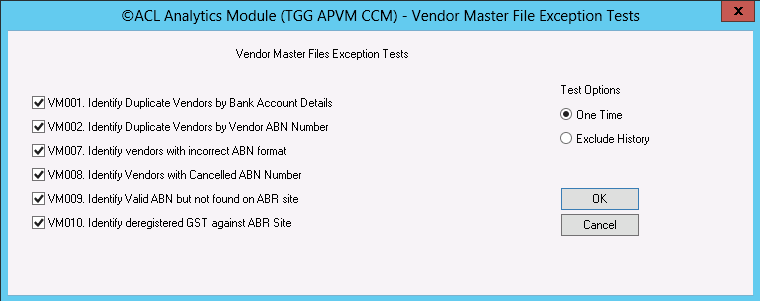 ©ACL Analytics Module (TGG APVM CCM) - Vendor Master File Exception Tests
x
Vendor Master Files Exception Tests
VM001. Identify Duplicate Vendors by Bank Account Details
VM002. Identify Duplicate Vendors by Vendor ABN Number
VM007. Identify vendors with incorrect ABN format
VM008. Identify Vendors with Cancelled ABN Number
VM009. Identify Valid ABN but not found on ABR site
VM010. Identify deregistered GST against ABR Site
Test Options
One Time
Exclude History
OK
Cancel